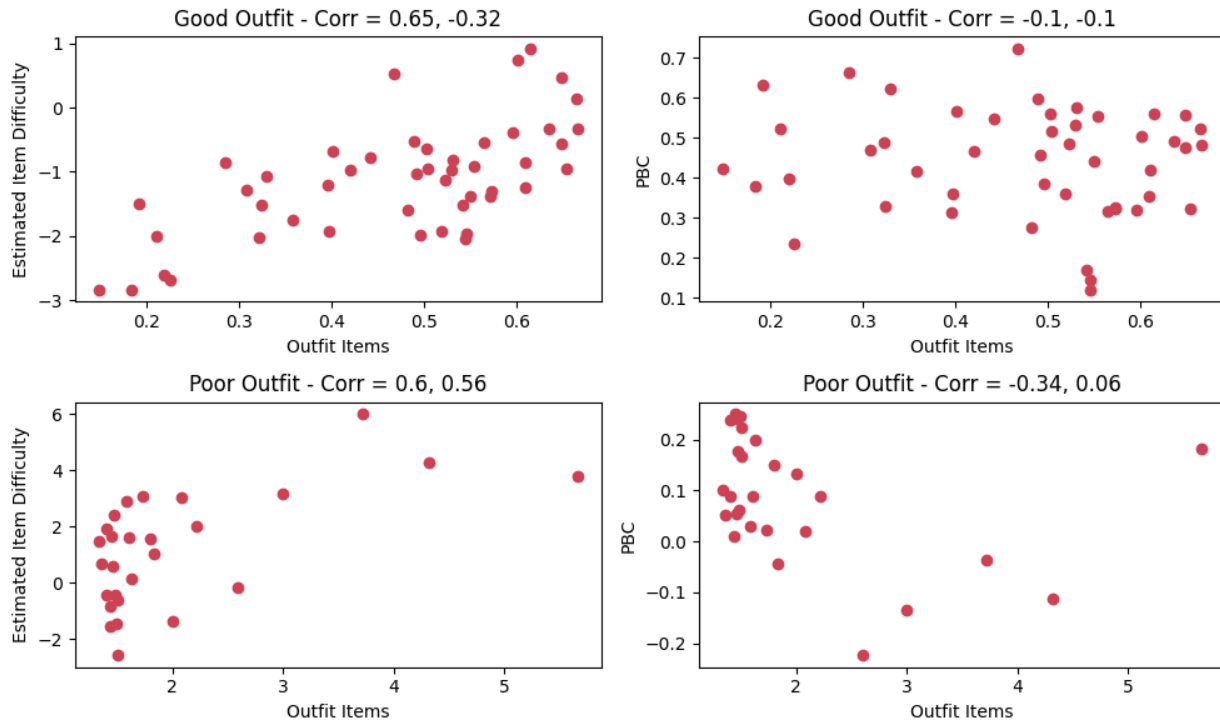 Good Outfit - Corr = 0.65, -0.32
Estimated Item Difficulty
1
0
−1
−2
−3
0.2 0.3 0.4 0.5 0.6
Outfit Items
Good Outfit - Corr = -0.1, -0.1
PBC
0.7
0.6
0.5
0.4
0.3
0.2
0.1
0.2 0.3 0.4 0.5 0.6
Outfit Items
Poor Outfit - Corr = 0.6, 0.56
Estimated Item Difficulty
6
4
2
0
−2
2 3 4 5
Outfit Items
Poor Outfit - Corr = -0.34, 0.06
PBC
0.2
0.1
0.0
−0.1
−0.2
2 3 4 5
Outfit Items